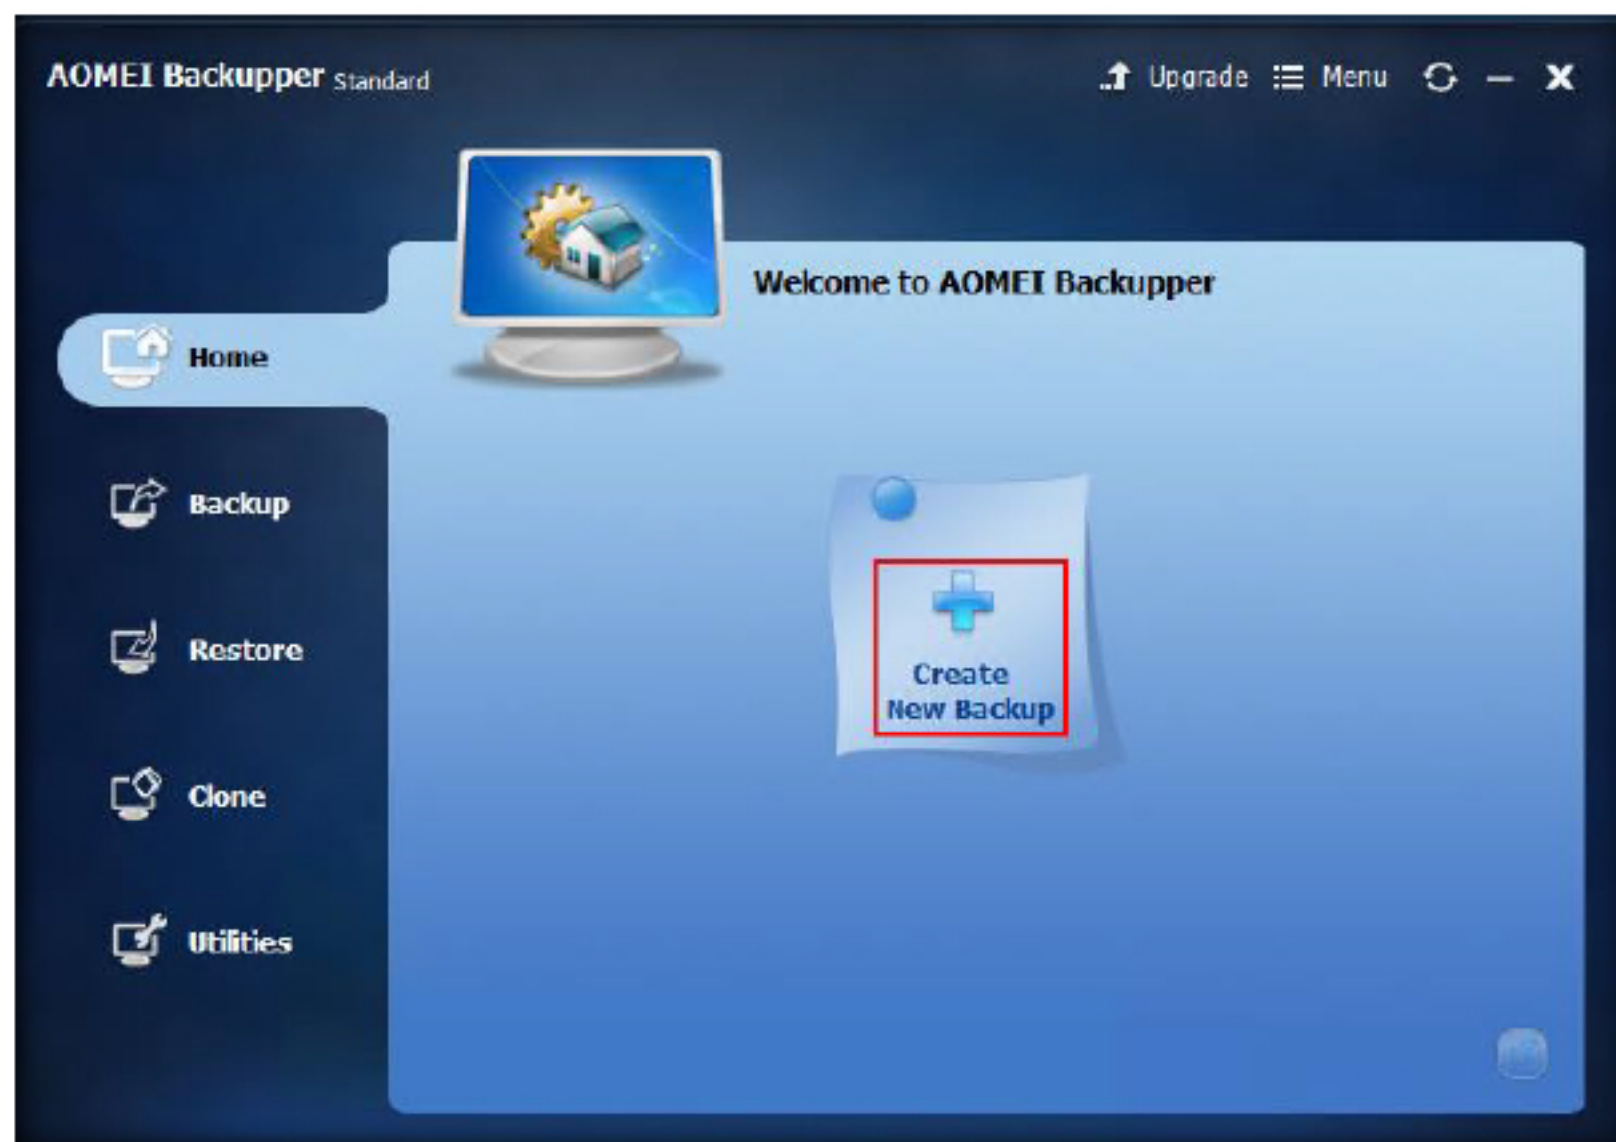 AOMEI Backupper Standard
Upgrade Menu
Welcome to AOMEI Backupper
Home
Backup
Restore
Clone
Utilities
Create
New Backup